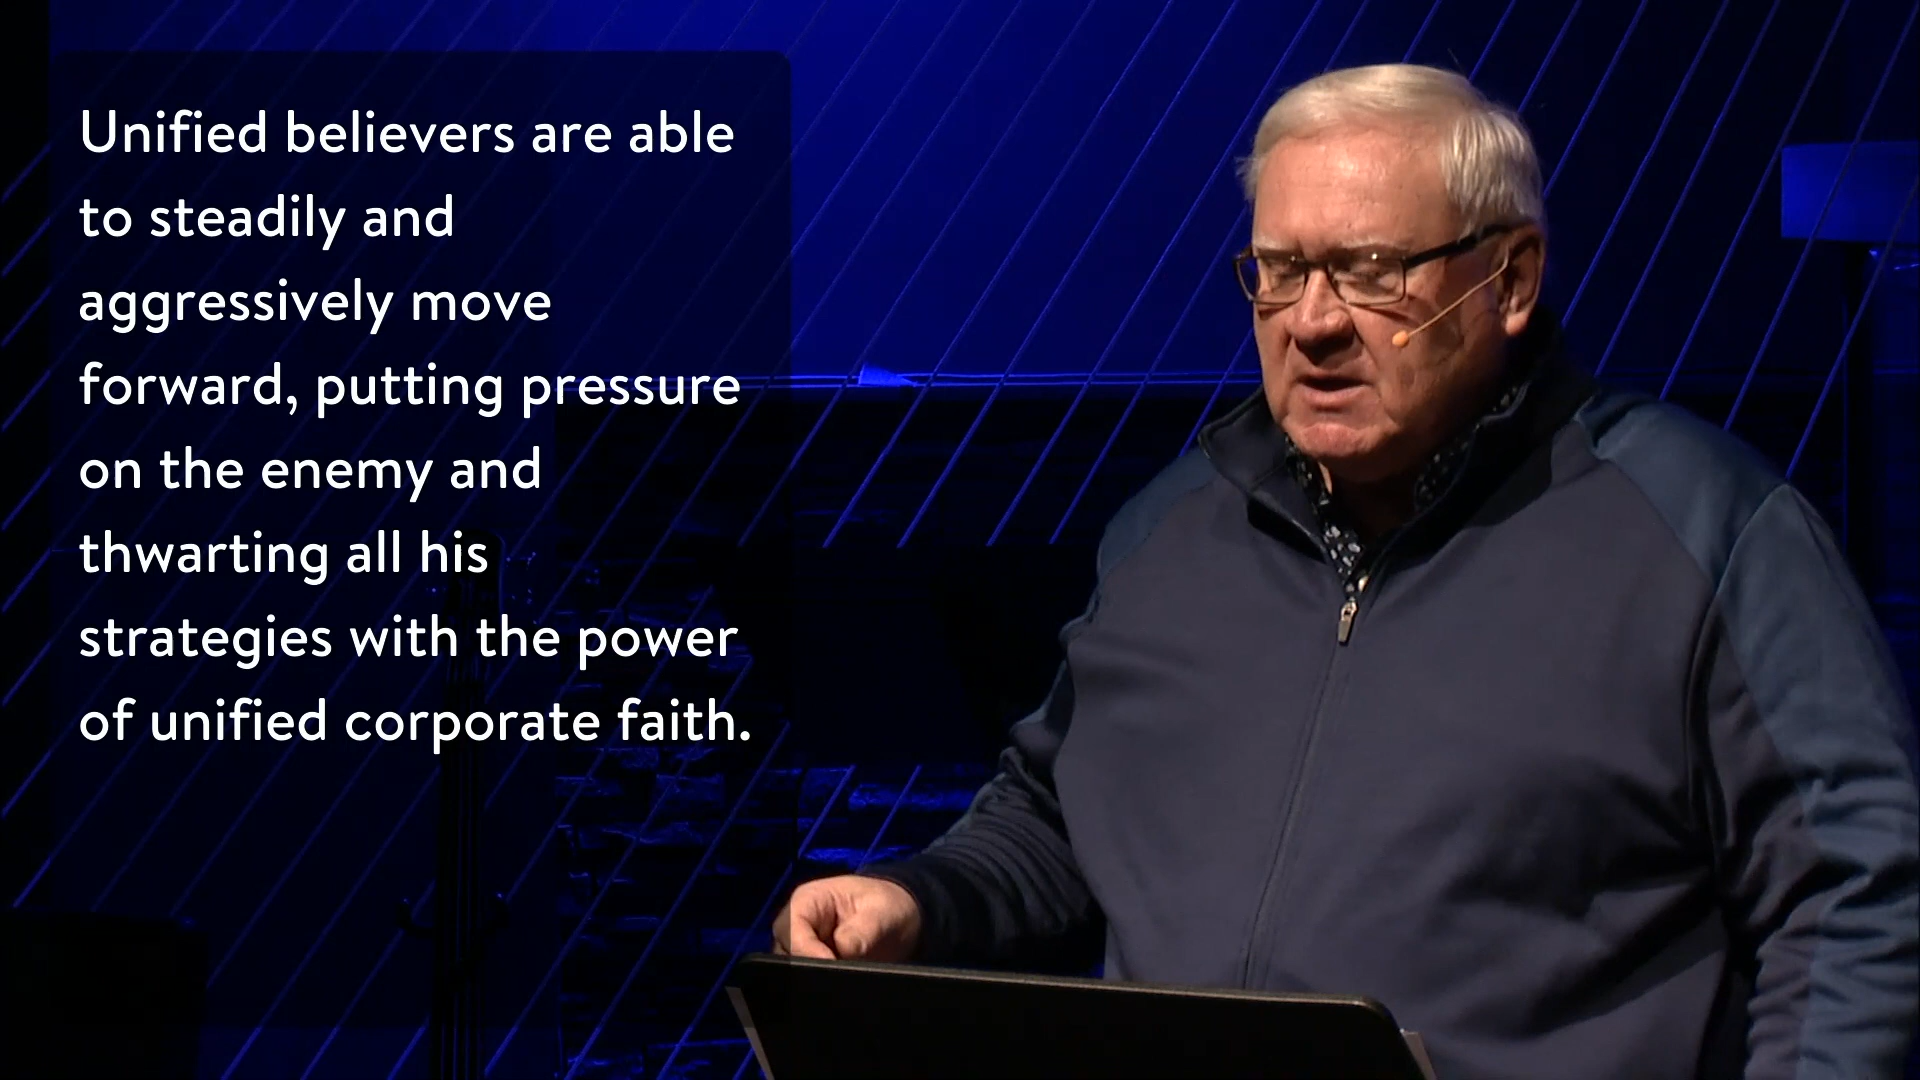 Unified believers are able
to steadily and
aggressively move
forward, putting pressure
on the enemy and
thwarting all his
strategies with the power
of unified corporate faith.